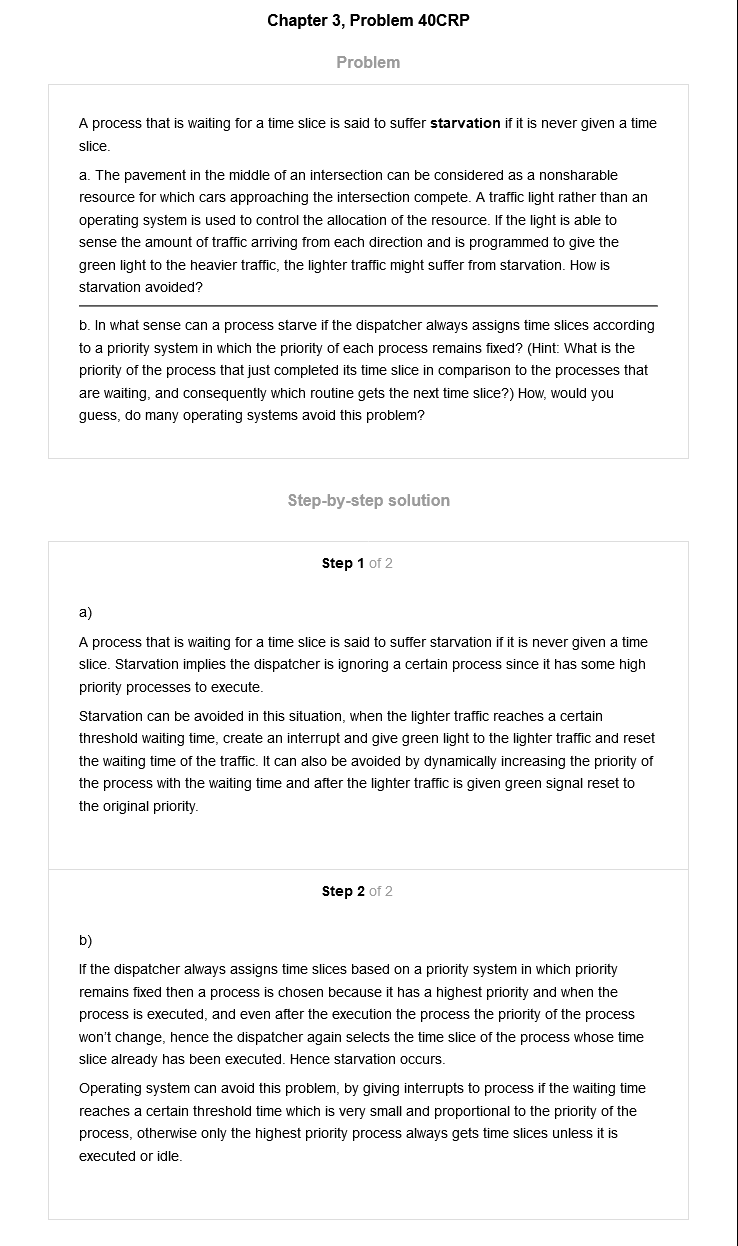 Chapter 3, Problem 40CRP
Problem
A process that is waiting for a time slice is said to suffer starvation if it is never given a time
slice.
a. The pavement in the middle of an intersection can be considered as a nonsharable
resource for which cars approaching the intersection compete. A traffic light rather than an
operating system is used to control the allocation of the resource. If the light is able to
sense the amount of traffic arriving from each direction and is programmed to give the
green light to the heavier traffic, the lighter traffic might suffer from starvation. How is
starvation avoided?
b. In what sense can a process starve if the dispatcher always assigns time slices according
to a priority system in which the priority of each process remains fixed? (Hint: What is the
priority of the process that just completed its time slice in comparison to the processes that
are waiting, and consequently which routine gets the next time slice?) How, would you
guess, do many operating systems avoid this problem?
Step-by-step solution
Step 1 of 2
a)
A process that is waiting for a time slice is said to suffer starvation if it is never given a time
slice. Starvation implies the dispatcher is ignoring a certain process since it has some high
priority processes to execute.
Starvation can be avoided in this situation, when the lighter traffic reaches a certain
threshold waiting time, create an interrupt and give green light to the lighter traffic and reset
the waiting time of the traffic. It can also be avoided by dynamically increasing the priority of
the process with the waiting time and after the lighter traffic is given green signal reset to
the original priority.
Step 2 of 2
b)
If the dispatcher always assigns time slices based on a priority system in which priority
remains fixed then a process is chosen because it has a highest priority and when the
process is executed, and even after the execution the process the priority of the process
won't change, hence the dispatcher again selects the time slice of the process whose time
slice already has been executed. Hence starvation occurs.
Operating system can avoid this problem, by giving interrupts to process if the waiting time
reaches a certain threshold time which is very small and proportional to the priority of the
process, otherwise only the highest priority process always gets time slices unless it is
executed or idle.